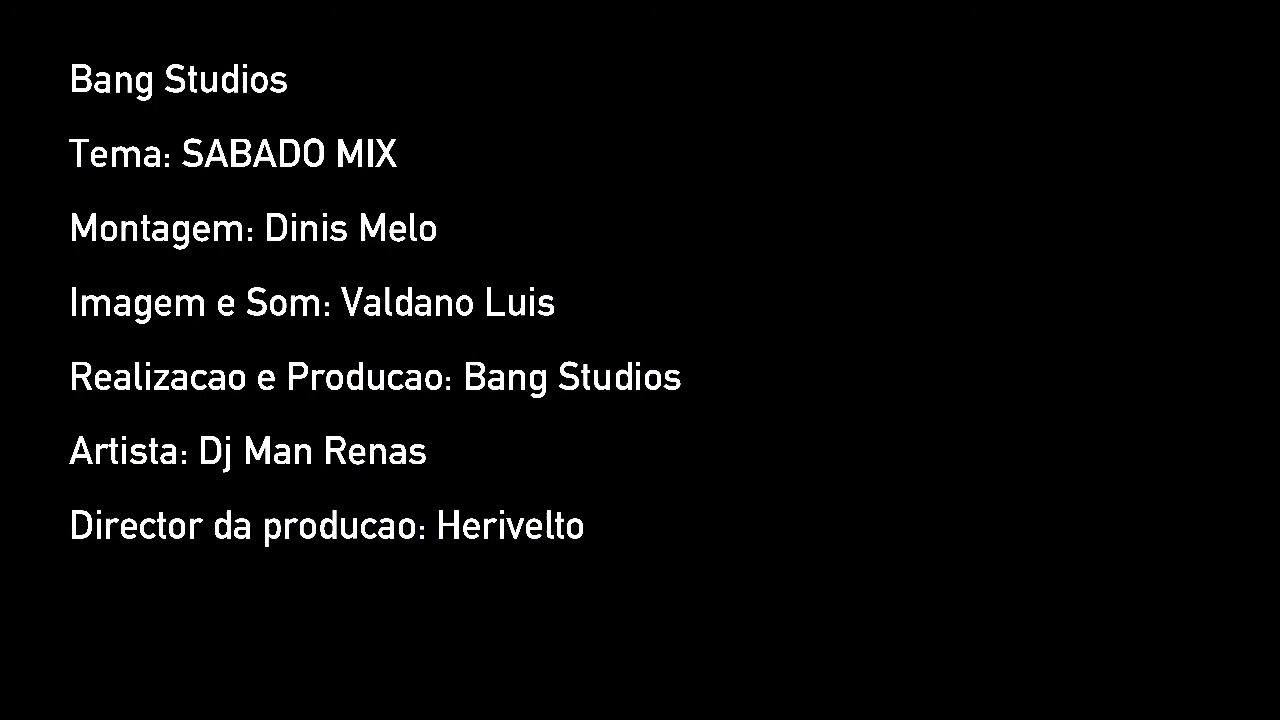 Bang Studios
Tema: SABADO MIX
Montagem: Dinis Melo
Imagem e Som: Valdano Luis
Realizacao e Producao: Bang Studios
Artista: Dj Man Renas
Director da producao: Herivelto